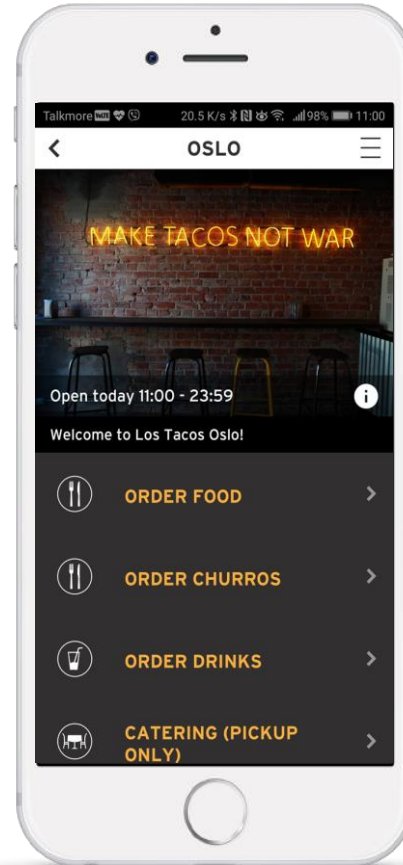 Talkmore 20.5 K/s 98% 11:00
OSLO
MAKE TACOS NOT WAR
Open today 11:00 - 23:59
i
Welcome to Los Tacos Oslo!
ORDER FOOD
ORDER CHURROS
ORDER DRINKS
CATERING (PICKUP
ONLY)